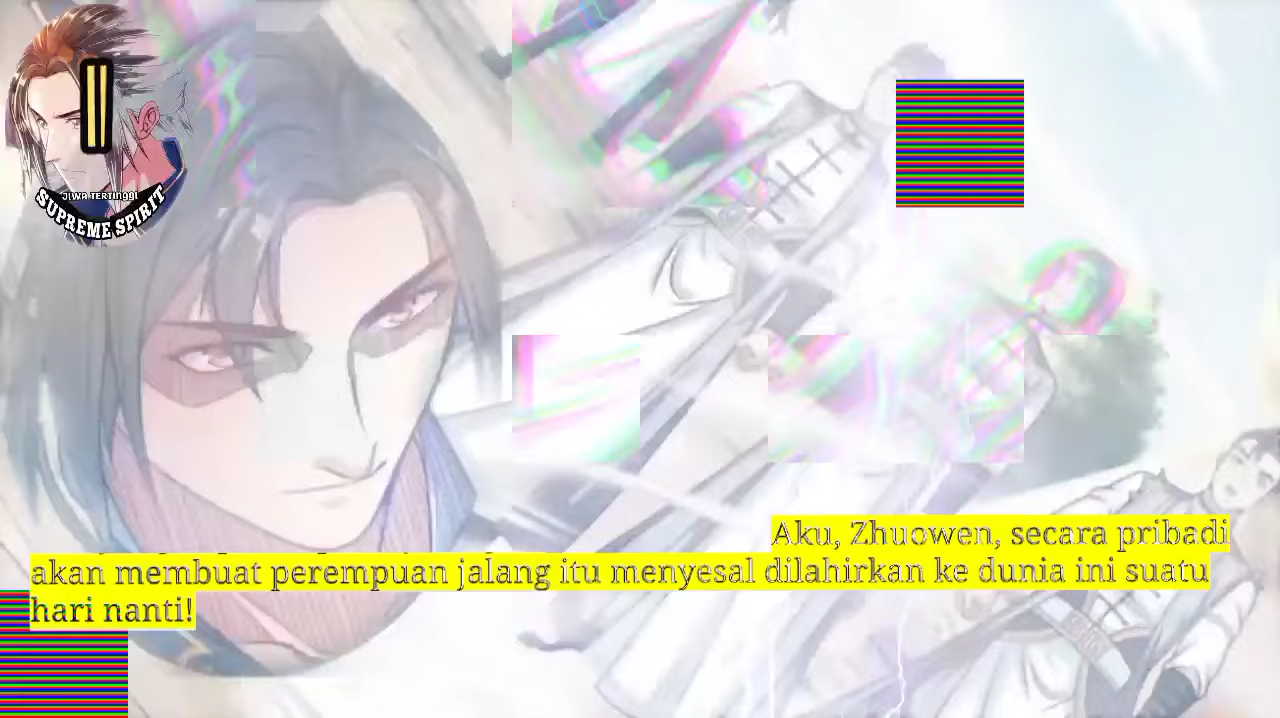 JIWA TERTINGGI
SUPREME SPIRIT
Aku, Zhuowen, secara pribadi
akan membuat perempuan jalang itu menyesal dilahirkan ke dunia ini suatu
hari nanti!